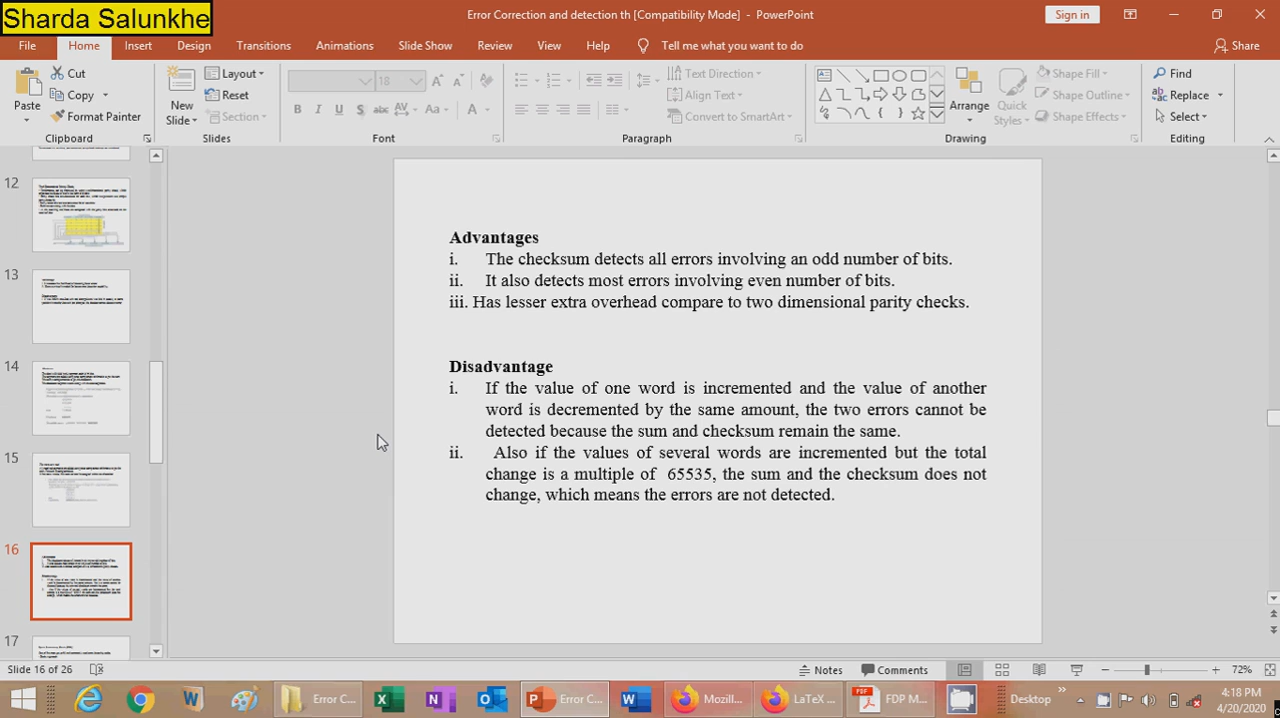 Sharda Salunkhe
Error Correction and detection th [Compatibility Mode] - PowerPoint
Sign in
File Home Insert Design Transitions Animations Slide Show Review View Help Tell me what you want to do Share
Paste
Cut
Copy
Format Painter
Clipboard
New Slide
Layout
Reset
Section
Slides
18
B I U S abc AV Aa A
Font
Text Direction
Align Text
Convert to SmartArt
Paragraph
Arrange
Quick Styles
Shape Fill
Shape Outline
Shape Effects
Drawing
Find
Replace
Select
Editing
12
13
14
15
16
17
Advantages
i. The checksum detects all errors involving an odd number of bits.
ii. It also detects most errors involving even number of bits.
iii. Has lesser extra overhead compare to two dimensional parity checks.
Disadvantage
i. If the value of one word is incremented and the value of another
word is decremented by the same amount, the two errors cannot be
detected because the sum and checksum remain the same.
ii. Also if the values of several words are incremented but the total
change is a multiple of 65535, the sum and the checksum does not
change, which means the errors are not detected.
Slide 16 of 26
Notes
Comments
72%
Error C...
Error C...
Mozil...
LaTeX ...
FDP M...
Desktop
4:18 PM
4/20/2020